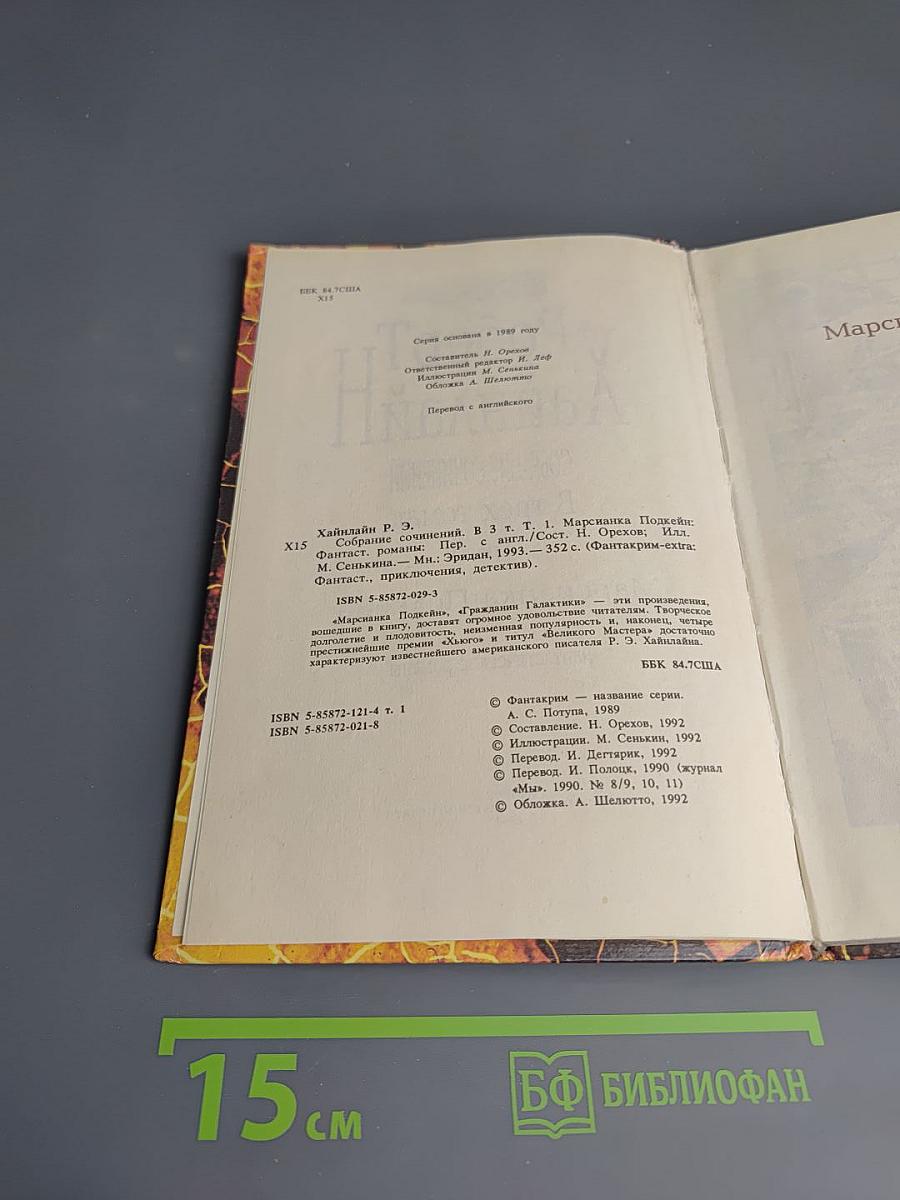 ББК 84.7США
Х15
Серия основана в 1989 году
Составитель Н. Орехов
Ответственный редактор И. Леф
Иллюстрации М. Сенькина
Обложка А. Шелютто
Перевод с английского
Хайнлайн Р. Э.
Х15 Собрание сочинений. В 3 т. Т. 1. Марсианка Подкейн:
Фантаст. романы: Пер. с англ./Сост. Н. Орехов; Илл.
М. Сенькина.— Мн.: Эридан, 1993.— 352 с. (Фантакрим-extra:
Фантаст., приключения, детектив).
ISBN 5-85872-029-3
«Марсианка Подкейн», «Гражданин Галактики» — эти произведения,
вошедшие в книгу, доставят огромное удовольствие читателям. Творческое
долголетие и плодовитость, неизменная популярность и, наконец, четыре
престижнейшие премии «Хьюго» и титул «Великого Мастера» достаточно
характеризуют известнейшего американского писателя Р. Э. Хайнлайна.
ББК 84.7США
ISBN 5-85872-121-4 т. 1
ISBN 5-85872-021-8
© Фантакрим — название серии.
А. С. Потупа, 1989
© Составление. Н. Орехов, 1992
© Иллюстрации. М. Сенькин, 1992
© Перевод. И. Дегтярик, 1992
© Перевод. И. Полоцк, 1990 (журнал
«Мы». 1990. № 8/9, 10, 11)
© Обложка. А. Шелютто, 1992
Марси
15 см
БФ БИБЛИОФАН